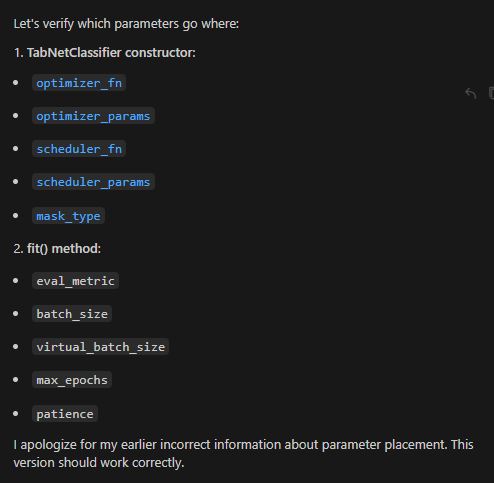 Let's verify which parameters go where:
1. TabNetClassifier constructor:
• optimizer_fn
• optimizer_params
• scheduler_fn
• scheduler_params
• mask_type
2. fit() method:
• eval_metric
• batch_size
• virtual_batch_size
• max_epochs
• patience
I apologize for my earlier incorrect information about parameter placement. This
version should work correctly.